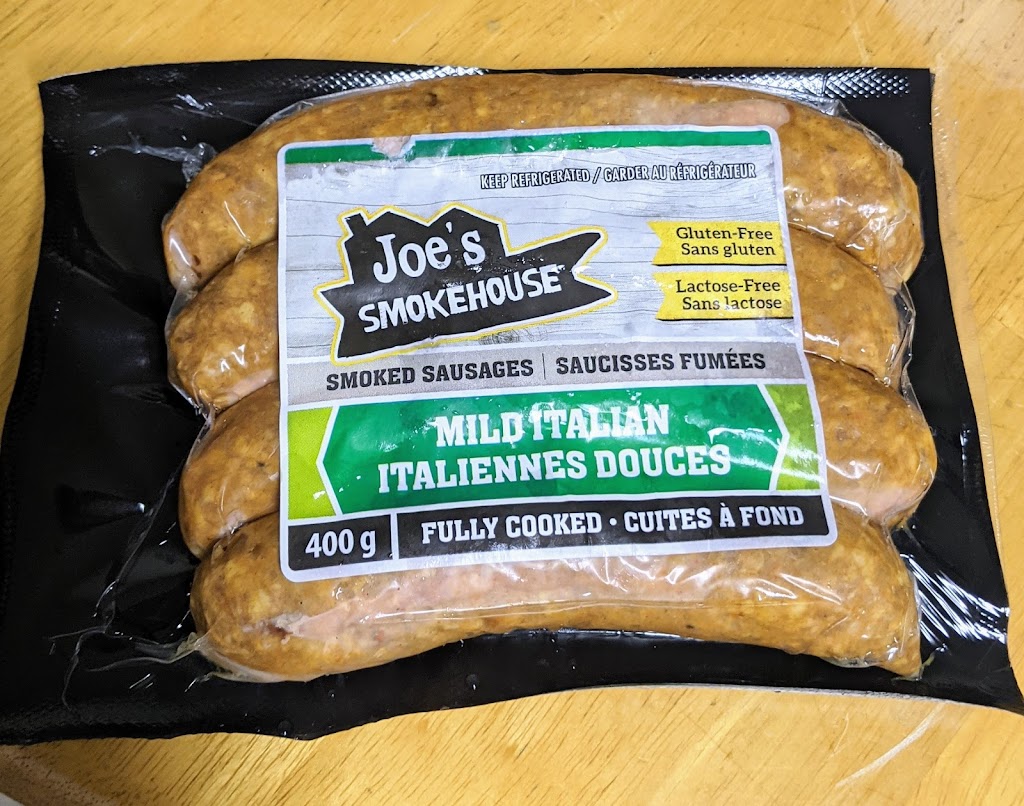 KEEP REFRIGERATED / GARDER AU RÉFRIGÉRATEUR
Joe's
SMOKEHOUSE
Gluten-Free
Sans gluten
Lactose-Free
Sans lactose
SMOKED SAUSAGES | SAUCISSES FUMÉES
MILD ITALIAN
ITALIENNES DOUCES
400 g
FULLY COOKED • CUITES À FOND